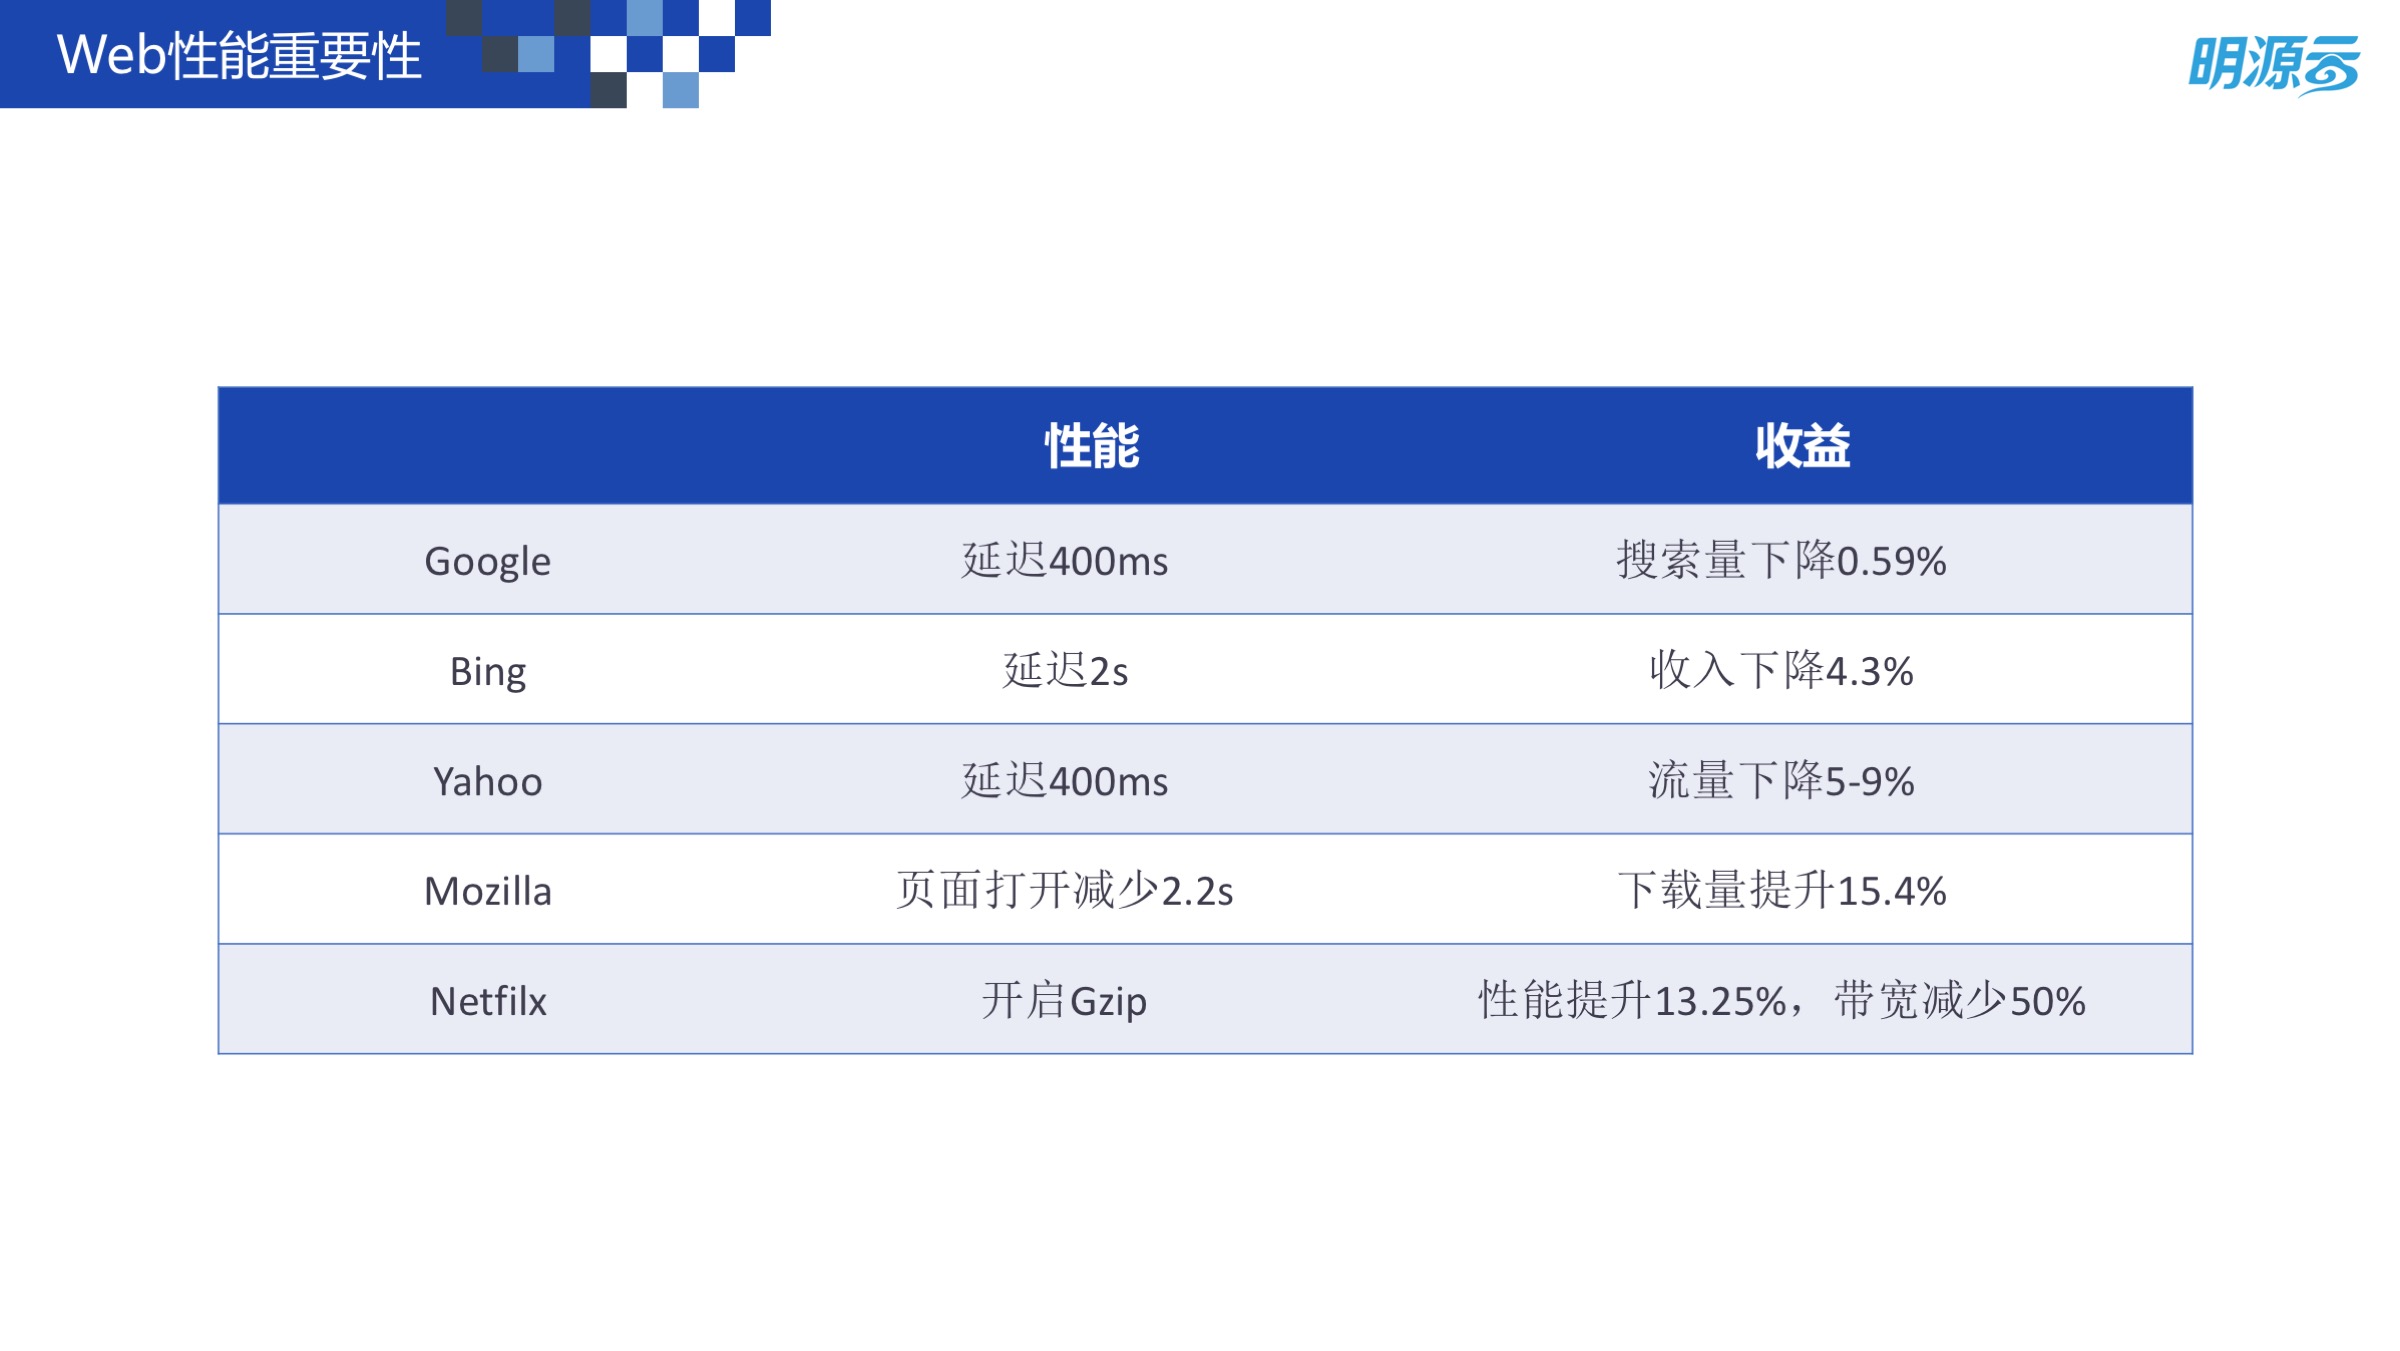 Web性能重要性
明源云
性能 收益
Google 延迟400ms 搜索量下降0.59%
Bing 延迟2s 收入下降4.3%
Yahoo 延迟400ms 流量下降5-9%
Mozilla 页面打开减少2.2s 下载量提升15.4%
Netfilx 开启Gzip 性能提升13.25%，带宽减少50%